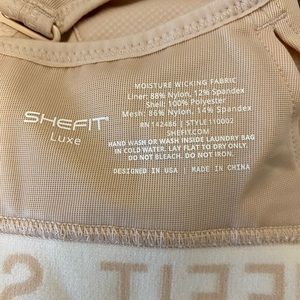 SHEFIT
Luxe
MOISTURE WICKING FABRIC
Liner: 88% Nylon, 12% Spandex
Shell: 100% Polyester
Mesh: 86% Nylon, 14% Spandex
RN 142486 | STYLE 110002
SHEFIT.COM
HAND WASH OR WASH INSIDE LAUNDRY BAG
IN COLD WATER. LAY FLAT TO DRY ONLY.
DO NOT BLEACH. DO NOT IRON.
DESIGNED IN USA | MADE IN CHINA
EFIT S